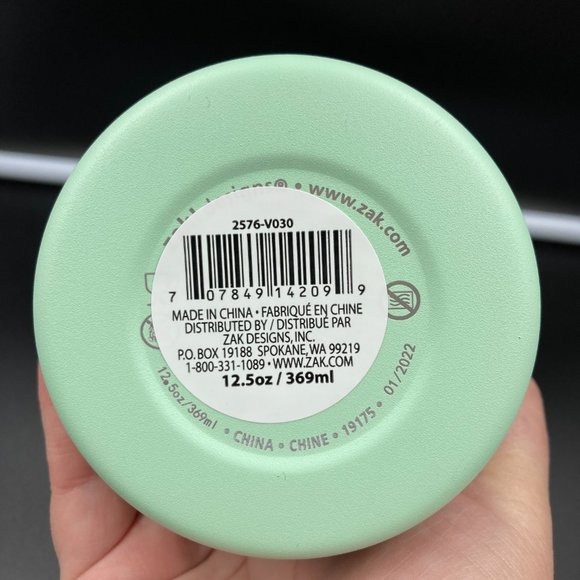 designs® • www.zak.com
2576-V030
7 07849 14209 9
MADE IN CHINA • FABRIQUÉ EN CHINE
DISTRIBUTED BY / DISTRIBUÉ PAR
ZAK DESIGNS, INC.
P.O. BOX 19188 SPOKANE, WA 99219
1-800-331-1089 • WWW.ZAK.COM
12.5oz / 369ml
12.5oz/369ml • CHINA • CHINE • 19175 • 01/2022